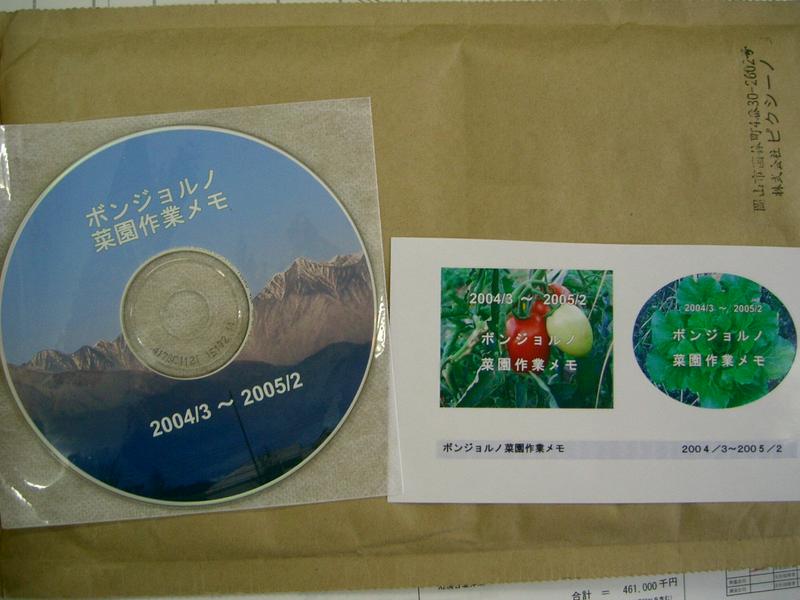 ボンジョルノ
菜園作業メモ
2004/3 ～ 2005/2
2004/3 ～ 2005/2
ボンジョルノ
菜園作業メモ
2004/3 ～ 2005/2
ボンジョルノ
菜園作業メモ
ボンジョルノ菜園作業メモ 2004／3～2005／2
株式会社ピクシーノ
合計 ＝ 461,000千円